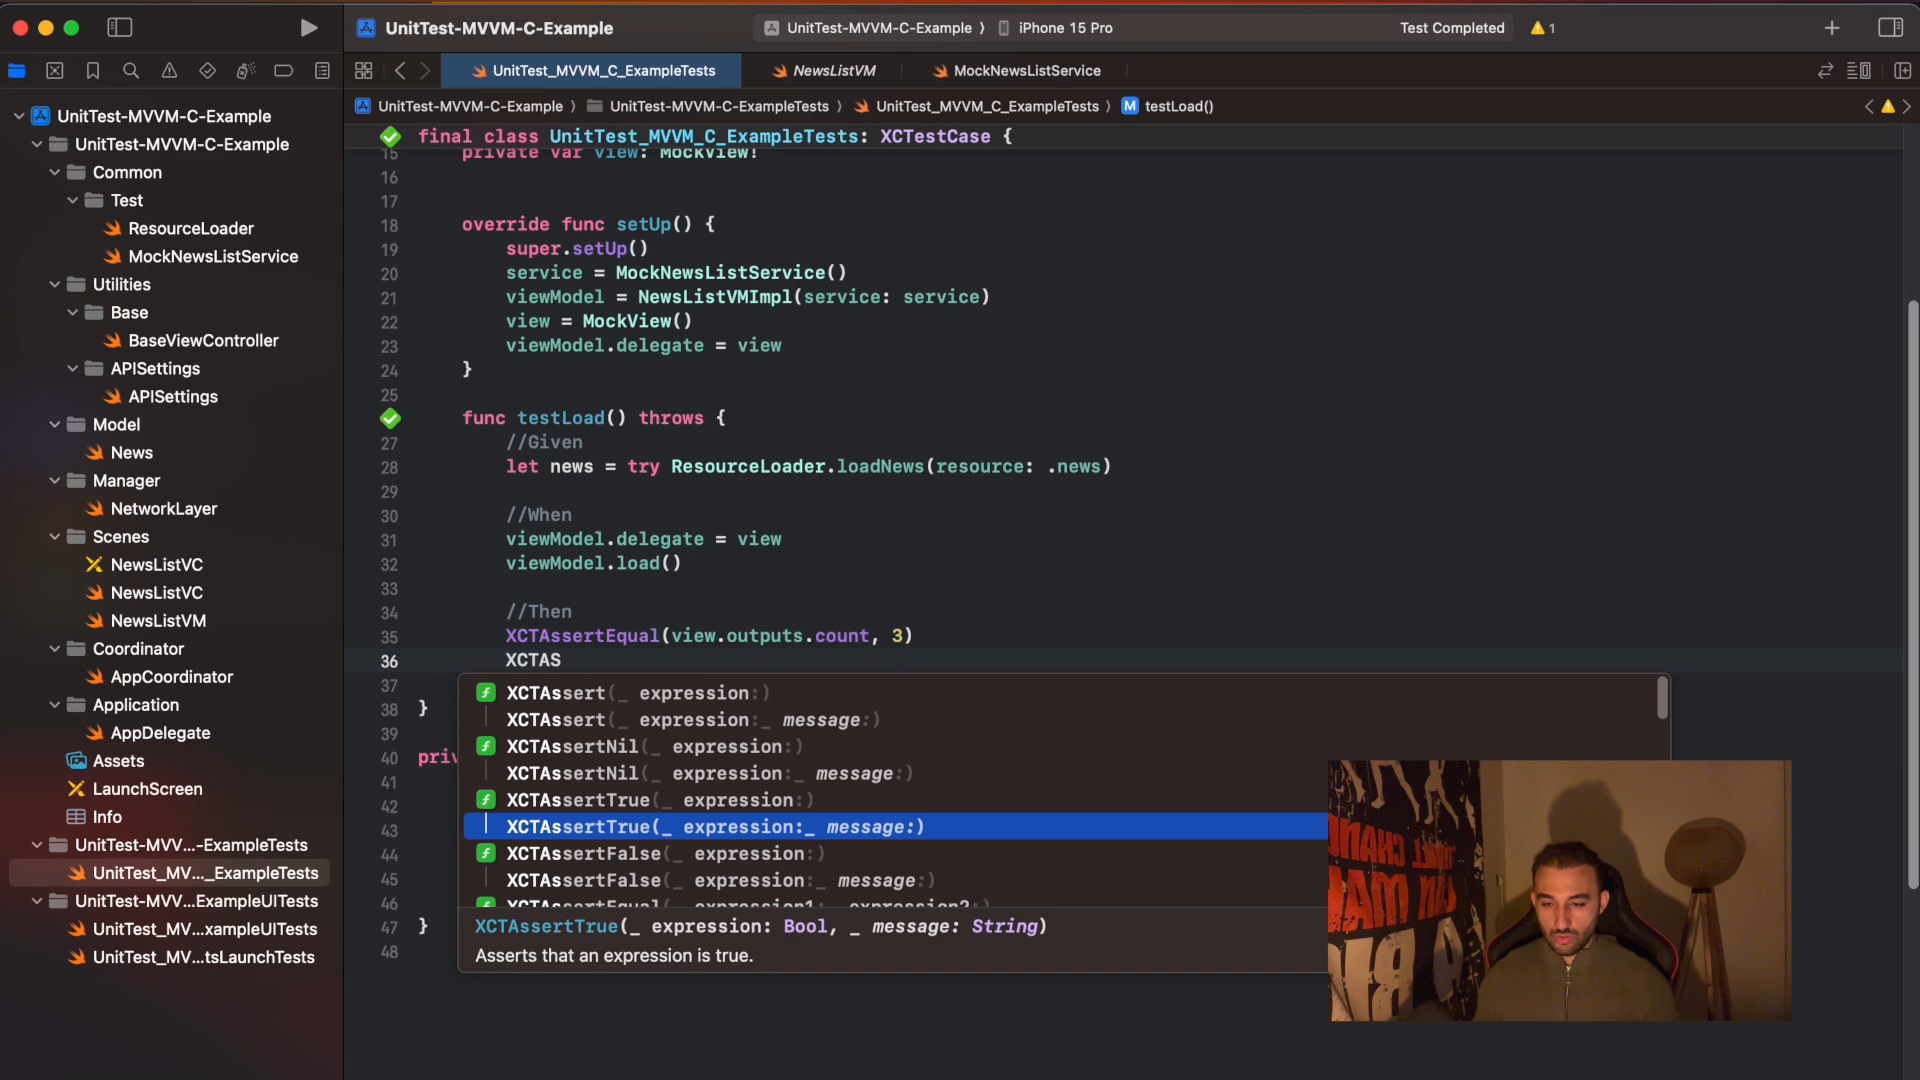 UnitTest-MVVM-C-Example
UnitTest-MVVM-C-Example 〉 iPhone 15 Pro
Test Completed
1
UnitTest_MVVM_C_ExampleTests
NewsListVM
MockNewsListService
UnitTest-MVVM-C-Example 〉 UnitTest-MVVM-C-ExampleTests 〉 UnitTest_MVVM_C_ExampleTests 〉 M testLoad()
UnitTest-MVVM-C-Example
UnitTest-MVVM-C-Example
Common
Test
ResourceLoader
MockNewsListService
Utilities
Base
BaseViewController
APISettings
APISettings
Model
News
Manager
NetworkLayer
Scenes
NewsListVC
NewsListVC
NewsListVM
Coordinator
AppCoordinator
Application
AppDelegate
Assets
LaunchScreen
Info
UnitTest-MVV...-ExampleTests
UnitTest_MV..._ExampleTests
UnitTest-MVV...ExampleUITests
UnitTest_MV...xampleUITests
UnitTest_MV...tsLaunchTests
final class UnitTest_MVVM_C_ExampleTests: XCTestCase {
15 private var view: MockView!
16
17
18 override func setUp() {
19 super.setUp()
20 service = MockNewsListService()
21 viewModel = NewsListVMImpl(service: service)
22 view = MockView()
23 viewModel.delegate = view
24 }
25
func testLoad() throws {
27 //Given
28 let news = try ResourceLoader.loadNews(resource: .news)
29
30 //When
31 viewModel.delegate = view
32 viewModel.load()
33
34 //Then
35 XCTAssertEqual(view.outputs.count, 3)
36 XCTAS
37
38 }
39
40 priv
41
42
43
44
45
46
47 }
48
XCTAssert(_ expression:)
XCTAssert(_ expression:_ message:)
XCTAssertNil(_ expression:)
XCTAssertNil(_ expression:_ message:)
XCTAssertTrue(_ expression:)
XCTAssertTrue(_ expression:_ message:)
XCTAssertFalse(_ expression:)
XCTAssertFalse(_ expression:_ message:)
XCTAssertEqual(_ expression1:_ expression2:)
XCTAssertTrue(_ expression: Bool, _ message: String)
Asserts that an expression is true.